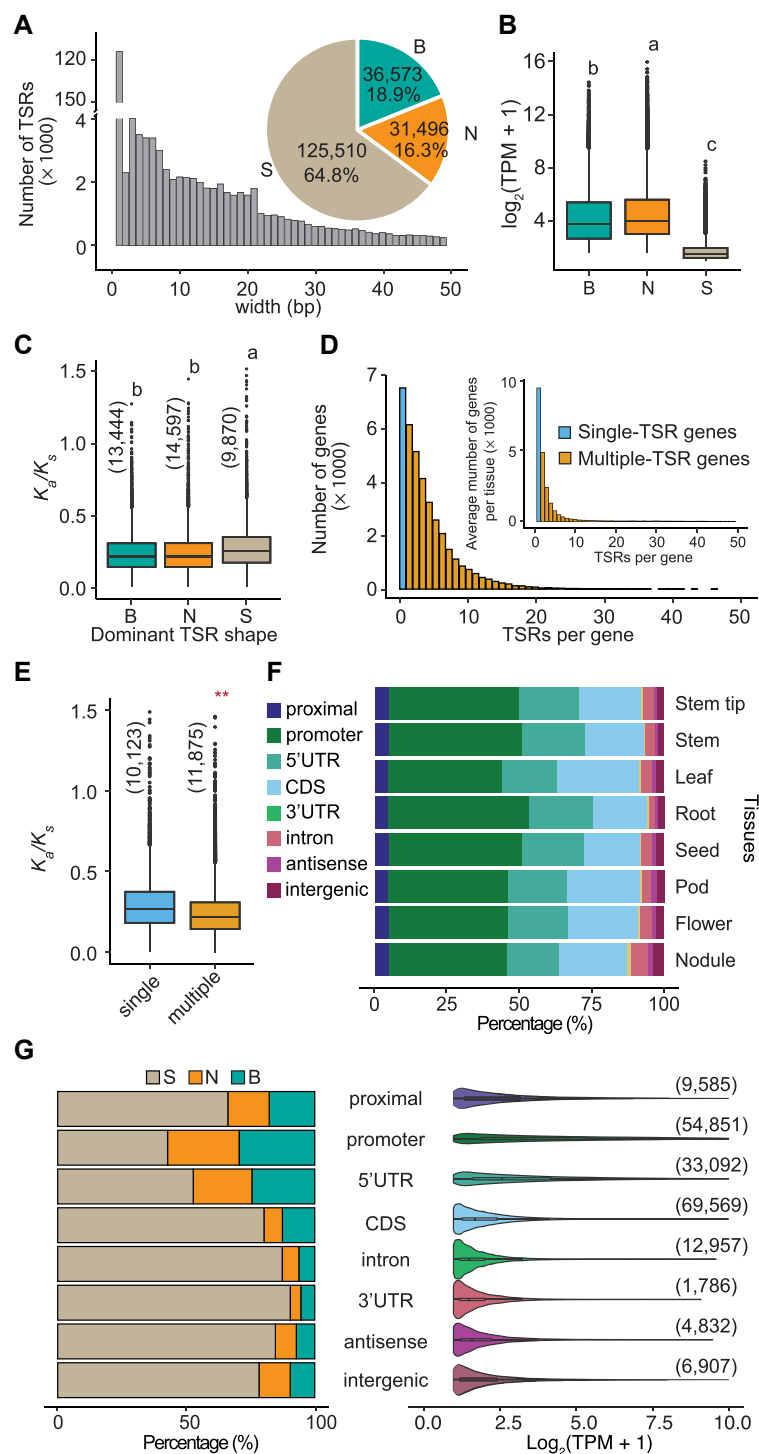 A
Number of TSRs
(× 1000)
120
150
4
2
0
0
10
20
30
40
50
width (bp)
B
36,573
18.9%
31,496
16.3%
N
S
125,510
64.8%
B
log2(TPM + 1)
16
12
8
4
b
a
c
B
N
S
C
Ka/Ks
1.5
1.0
0.5
0.0
b
b
a
(13,444)
(14,597)
(9,870)
B
N
S
Dominant TSR shape
D
Number of genes
(× 1000)
7
6
4
2
0
0
10
20
30
40
50
TSRs per gene
Average number of genes
per tissue (× 1000)
10
5
0
Single-TSR genes
Multiple-TSR genes
0
10
20
30
40
50
TSRs per gene
E
Ka/Ks
1.5
1.0
0.5
0.0
**
(10,123)
(11,875)
single
multiple
F
proximal
promoter
5'UTR
CDS
3'UTR
intron
antisense
intergenic
Stem tip
Stem
Leaf
Root
Seed
Pod
Flower
Nodule
Tissues
0
25
50
75
100
Percentage (%)
G
S
N
B
proximal
(9,585)
promoter
(54,851)
5'UTR
(33,092)
CDS
(69,569)
intron
(12,957)
3'UTR
(1,786)
antisense
(4,832)
intergenic
(6,907)
0
50
100
Percentage (%)
0.0
2.5
5.0
7.5
10.0
Log2(TPM + 1)